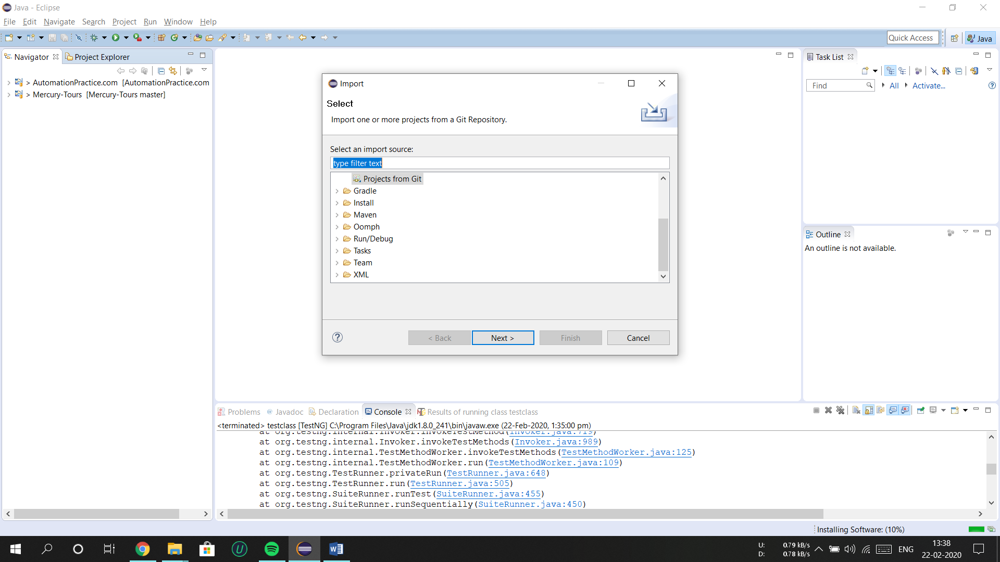 Java - Eclipse
File Edit Navigate Search Project Run Window Help
Quick Access
Java
Navigator Project Explorer
> AutomationPractice.com [AutomationPractice.com
> Mercury-Tours [Mercury-Tours master]
Import
Select
Import one or more projects from a Git Repository.
Select an import source:
type filter text
Projects from Git
Gradle
Install
Maven
Oomph
Run/Debug
Tasks
Team
XML
< Back Next > Finish Cancel
Task List
Find All Activate...
Outline
An outline is not available.
Problems @ Javadoc Declaration Console Results of running class testclass
<terminated> testclass [TestNG] C:\Program Files\Java\jdk1.8.0_241\bin\javaw.exe (22-Feb-2020, 1:35:00 pm)
at org.testng.internal.Invoker.invokeTestMethod(Invoker.java:719)
at org.testng.internal.Invoker.invokeTestMethods(Invoker.java:989)
at org.testng.internal.TestMethodWorker.invokeTestMethods(TestMethodWorker.java:125)
at org.testng.internal.TestMethodWorker.run(TestMethodWorker.java:109)
at org.testng.TestRunner.privateRun(TestRunner.java:648)
at org.testng.TestRunner.run(TestRunner.java:505)
at org.testng.SuiteRunner.runTest(SuiteRunner.java:455)
at org.testng.SuiteRunner.runSequentially(SuiteRunner.java:450)
Installing Software: (10%)
U: 0.79 kB/s
D: 0.78 kB/s
ENG
13:38
22-02-2020